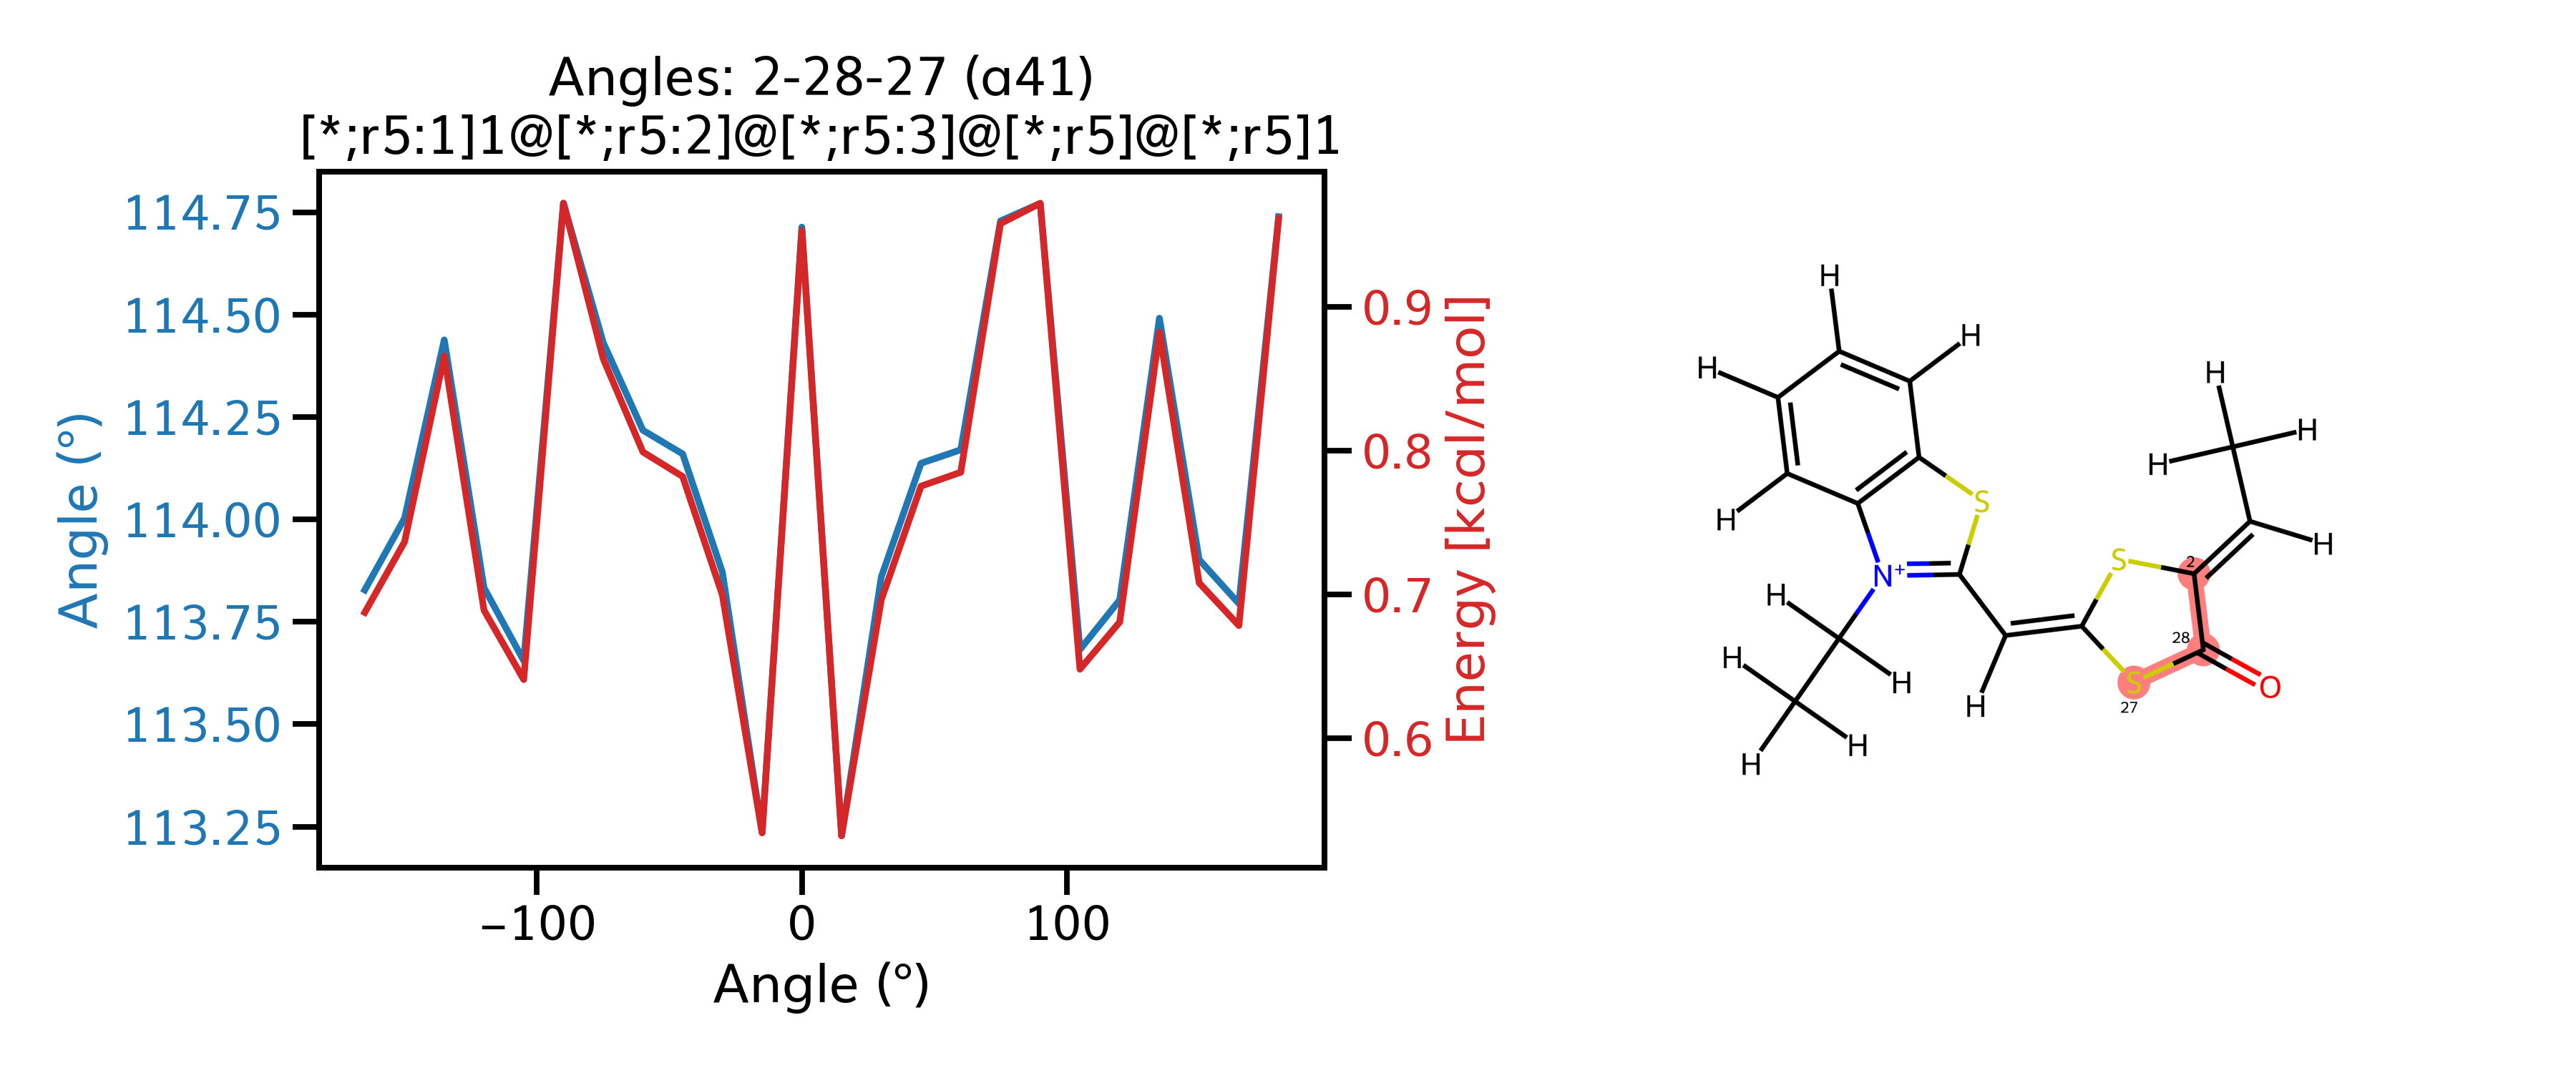 Angles: 2-28-27 (a41)
[*;r5:1]1@[*;r5:2]@[*;r5:3]@[*;r5]@[*;r5]1
Angle (°)
114.75
114.50
114.25
114.00
113.75
113.50
113.25
0.9
0.8
0.7
0.6
Energy [kcal/mol]
−100
0
100
Angle (°)
H
H
H
H
H
H
H
S
H
H
N+
H
S
2
H
28
H
S
O
27
H
H
H